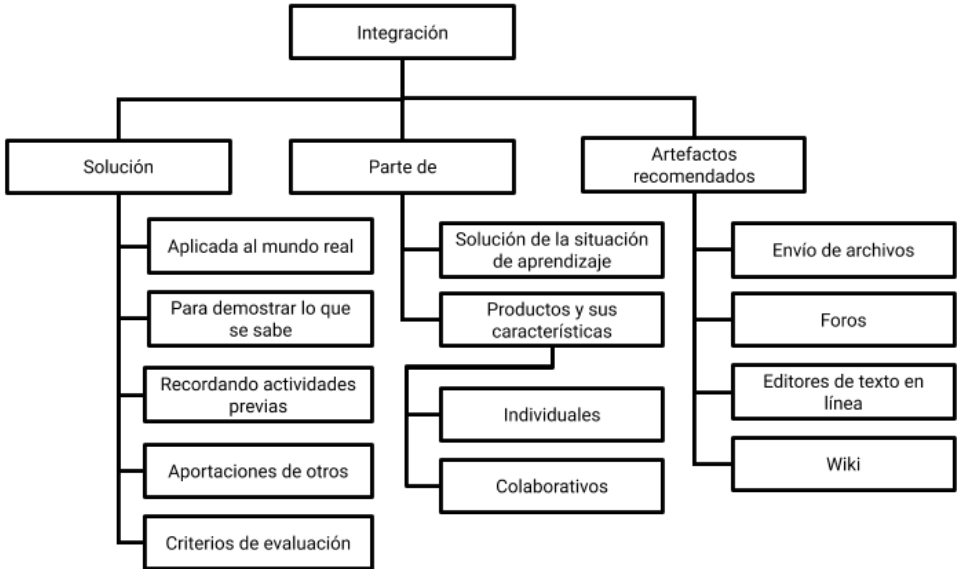 Integración
Solución
Parte de
Artefactos
recomendados
Aplicada al mundo real
Para demostrar lo que
se sabe
Recordando actividades
previas
Aportaciones de otros
Criterios de evaluación
Solución de la situación
de aprendizaje
Productos y sus
características
Individuales
Colaborativos
Envío de archivos
Foros
Editores de texto en
línea
Wiki